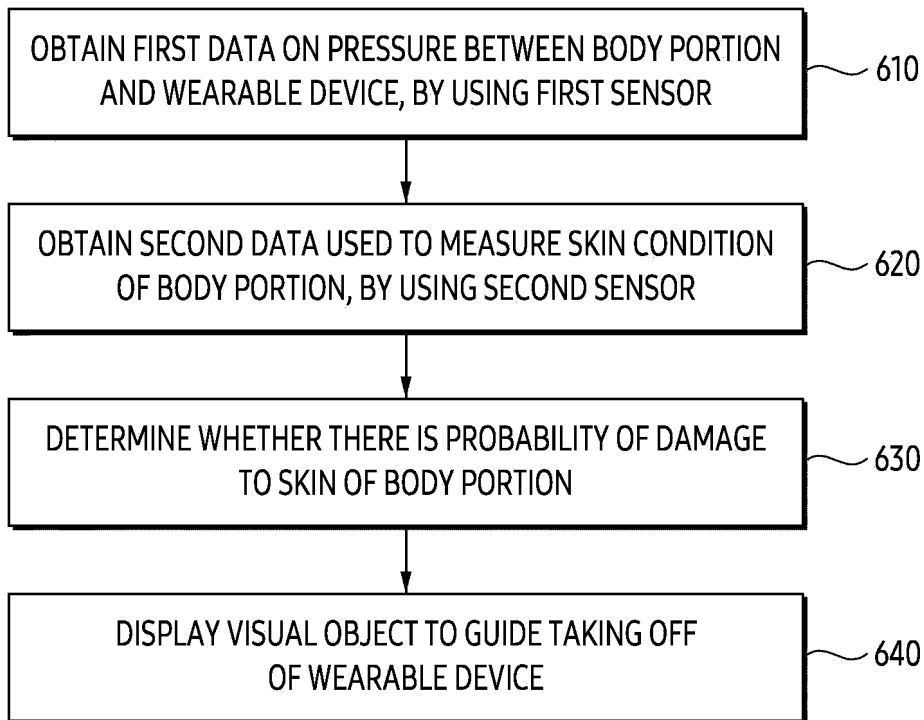 OBTAIN FIRST DATA ON PRESSURE BETWEEN BODY PORTION
AND WEARABLE DEVICE, BY USING FIRST SENSOR
610
OBTAIN SECOND DATA USED TO MEASURE SKIN CONDITION
OF BODY PORTION, BY USING SECOND SENSOR
620
DETERMINE WHETHER THERE IS PROBABILITY OF DAMAGE
TO SKIN OF BODY PORTION
630
DISPLAY VISUAL OBJECT TO GUIDE TAKING OFF
OF WEARABLE DEVICE
640